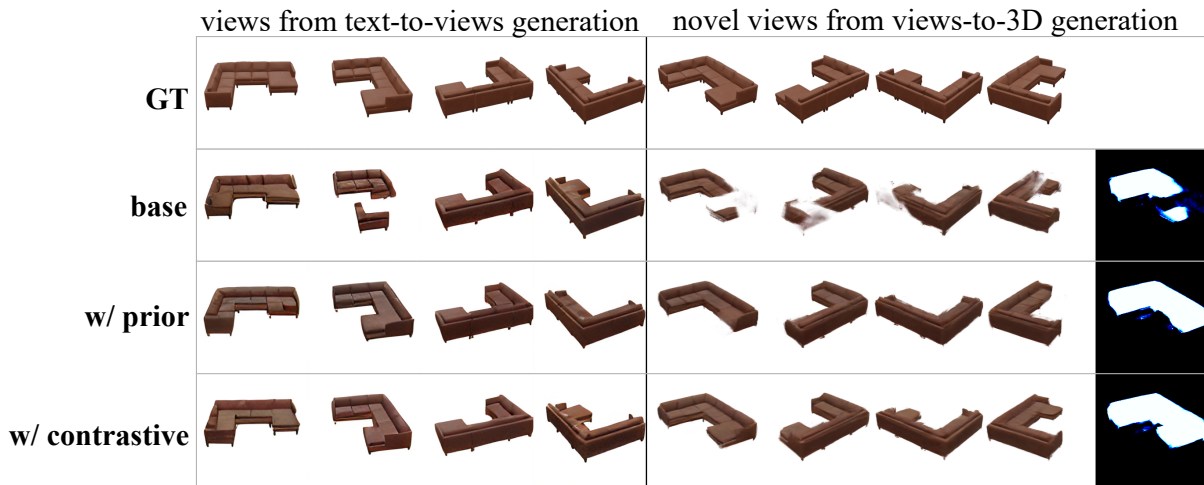 views from text-to-views generation
novel views from views-to-3D generation
GT
base
w/ prior
w/ contrastive